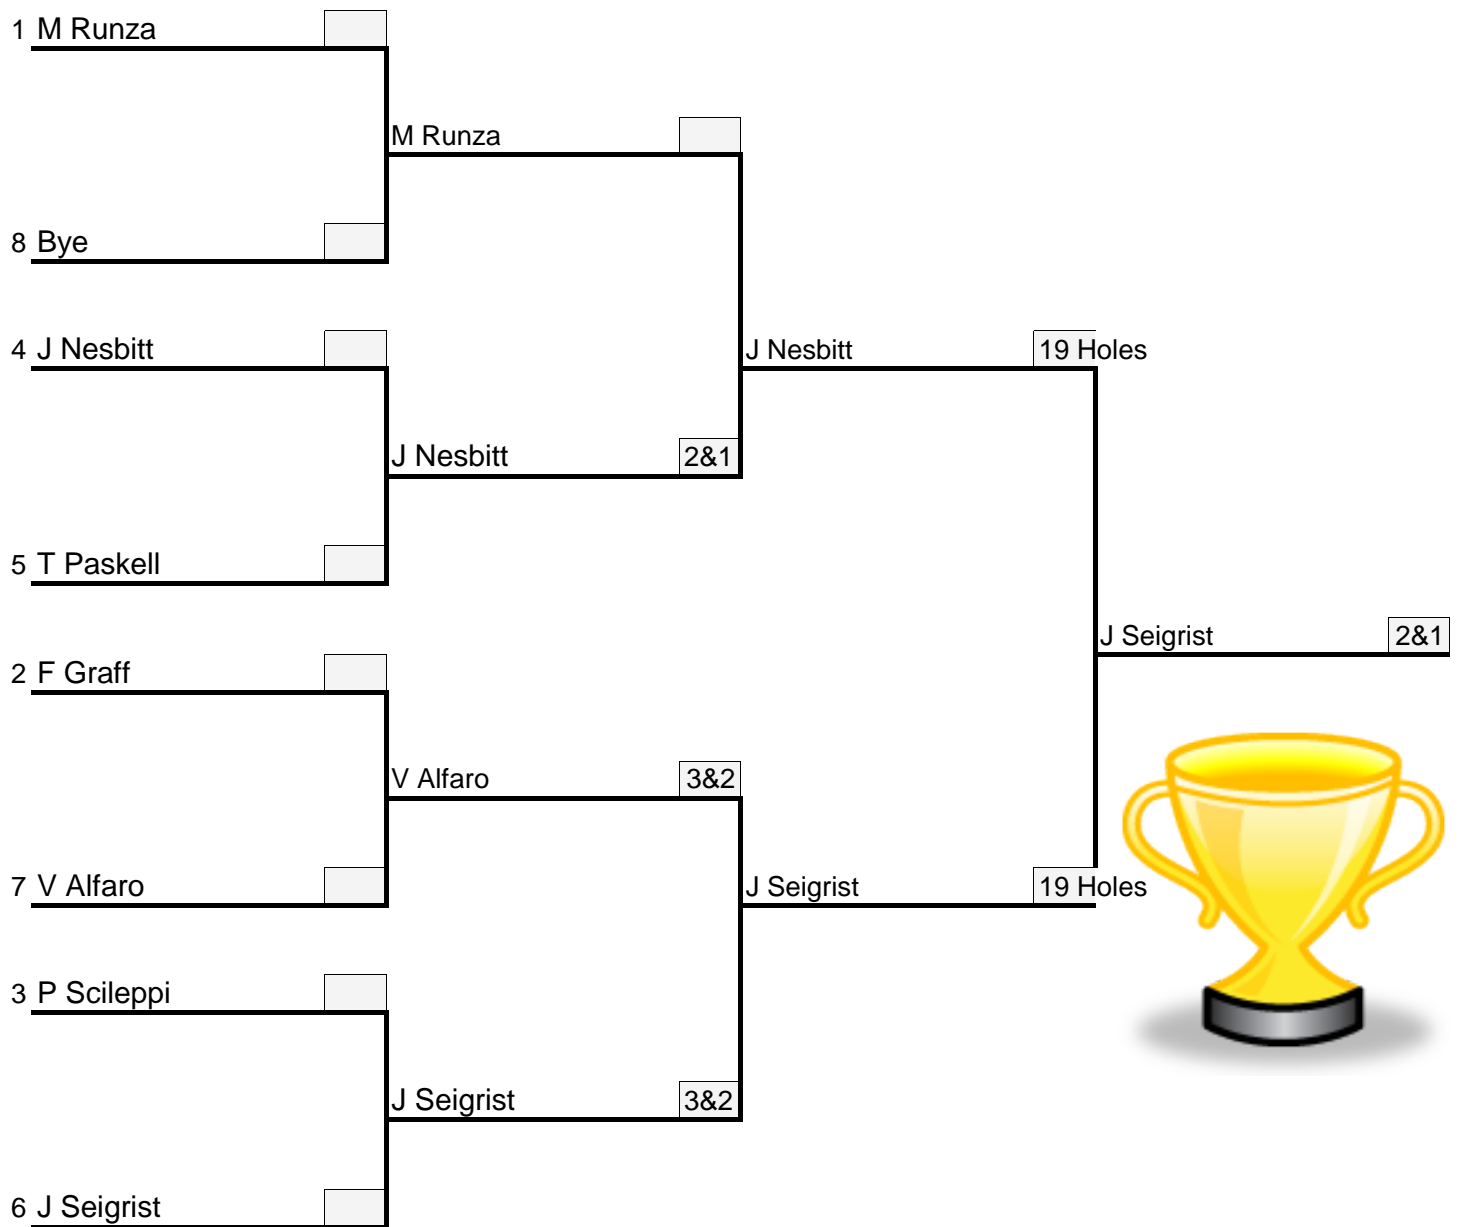 1 M Runza
M Runza
8 Bye
4 J Nesbitt
J Nesbitt 19 Holes
J Nesbitt 2&1
5 T Paskell
J Seigrist 2&1
2 F Graff
V Alfaro 3&2
7 V Alfaro
J Seigrist 19 Holes
3 P Scileppi
J Seigrist 3&2
6 J Seigrist